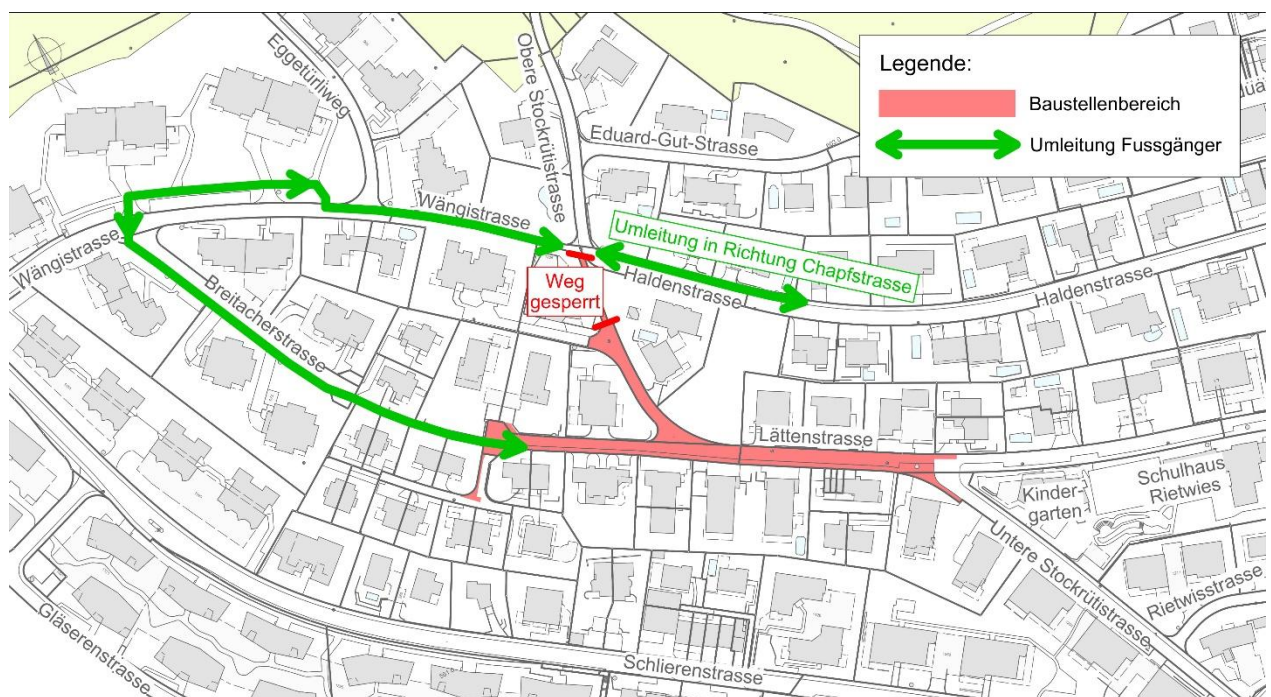 Legende:
Baustellenbereich
Umleitung Fussgänger
Eggetürliweg
Obere Stockrütistrasse
Eduard-Gut-Strasse
Wängistrasse
Wängistrasse
Umleitung in Richtung Chapfstrasse
Haldenstrasse
Haldenstrasse
Weg
gesperrt
Breitacherstrasse
Lättenstrasse
Schulhaus
Rietwies
Kinder-
garten
Untere Stockrütistrasse
Rietwisstrasse
Gläserenstrasse
Schlierenstrasse